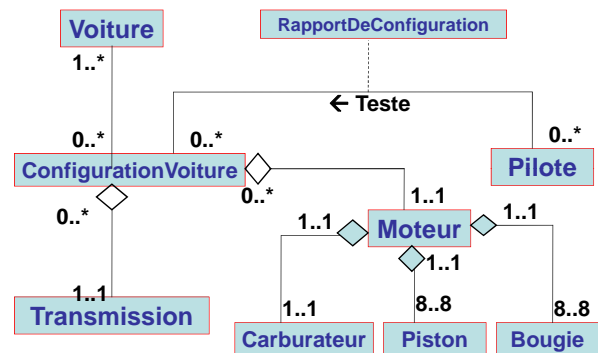 Voiture
RapportDeConfiguration
1..*
← Teste
0..*
0..*
0..*
ConfigurationVoiture
Pilote
0..*
0..*
1..1
1..1
Moteur
1..1
1..1
1..1
1..1
8..8
8..8
Transmission
Carburateur
Piston
Bougie